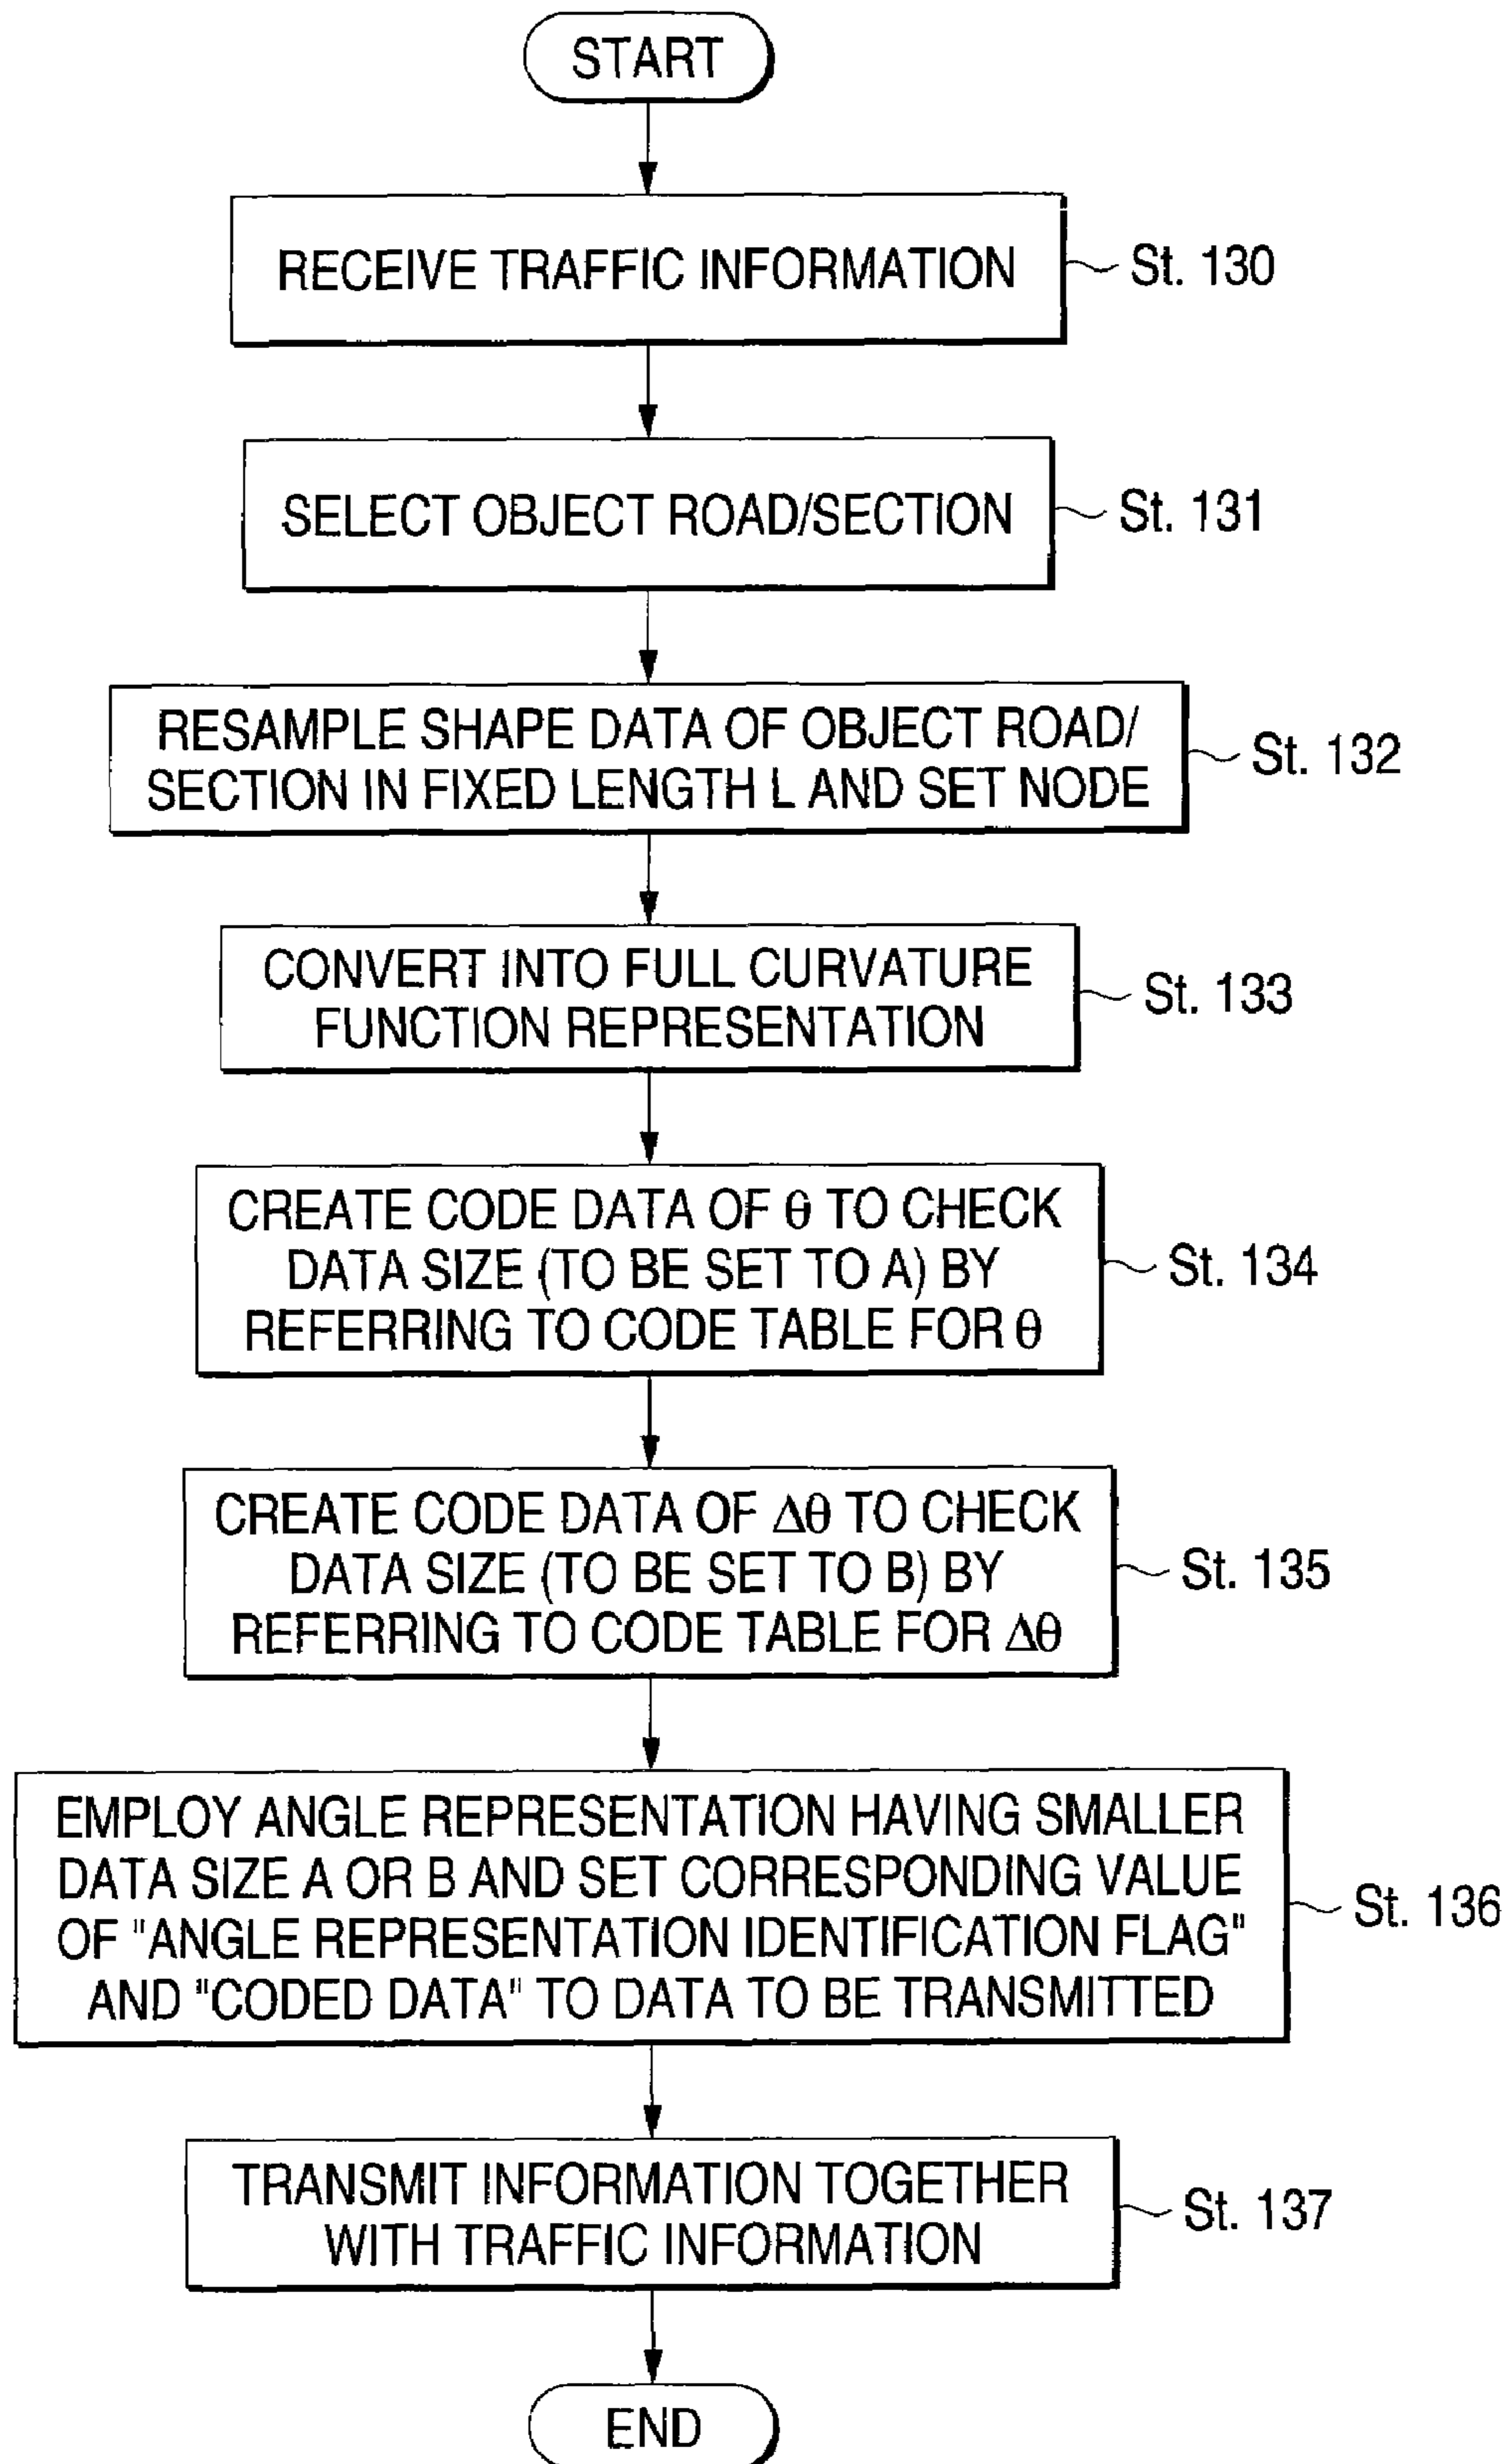 START
RECEIVE TRAFFIC INFORMATION
St. 130
SELECT OBJECT ROAD/SECTION
St. 131
RESAMPLE SHAPE DATA OF OBJECT ROAD/
SECTION IN FIXED LENGTH L AND SET NODE
St. 132
CONVERT INTO FULL CURVATURE
FUNCTION REPRESENTATION
St. 133
CREATE CODE DATA OF θ TO CHECK
DATA SIZE (TO BE SET TO A) BY
REFERRING TO CODE TABLE FOR θ
St. 134
CREATE CODE DATA OF Δθ TO CHECK
DATA SIZE (TO BE SET TO B) BY
REFERRING TO CODE TABLE FOR Δθ
St. 135
EMPLOY ANGLE REPRESENTATION HAVING SMALLER
DATA SIZE A OR B AND SET CORRESPONDING VALUE
OF "ANGLE REPRESENTATION IDENTIFICATION FLAG"
AND "CODED DATA" TO DATA TO BE TRANSMITTED
St. 136
TRANSMIT INFORMATION TOGETHER
WITH TRAFFIC INFORMATION
St. 137
END